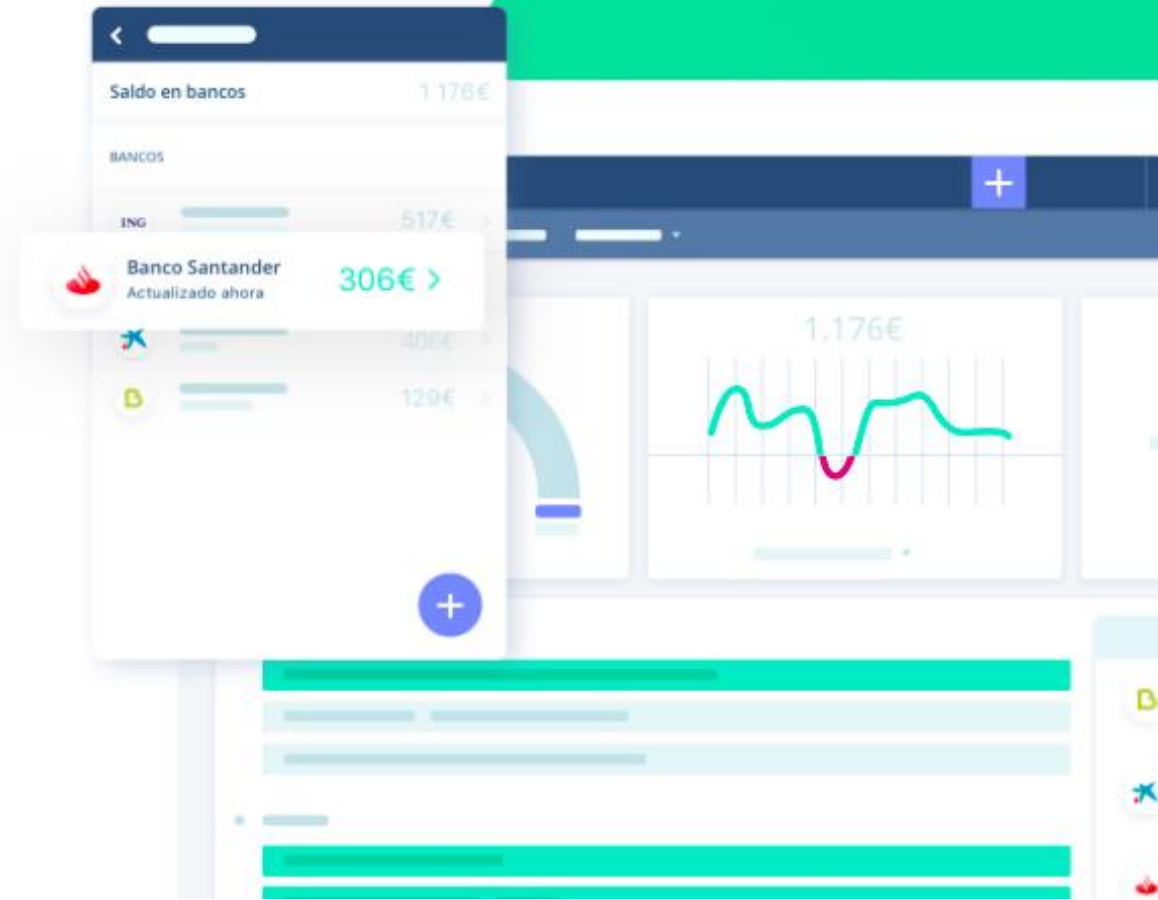 Saldo en bancos 1 176€
BANCOS
ING 517€
Banco Santander 306€
Actualizado ahora
406€
129€
1.176€